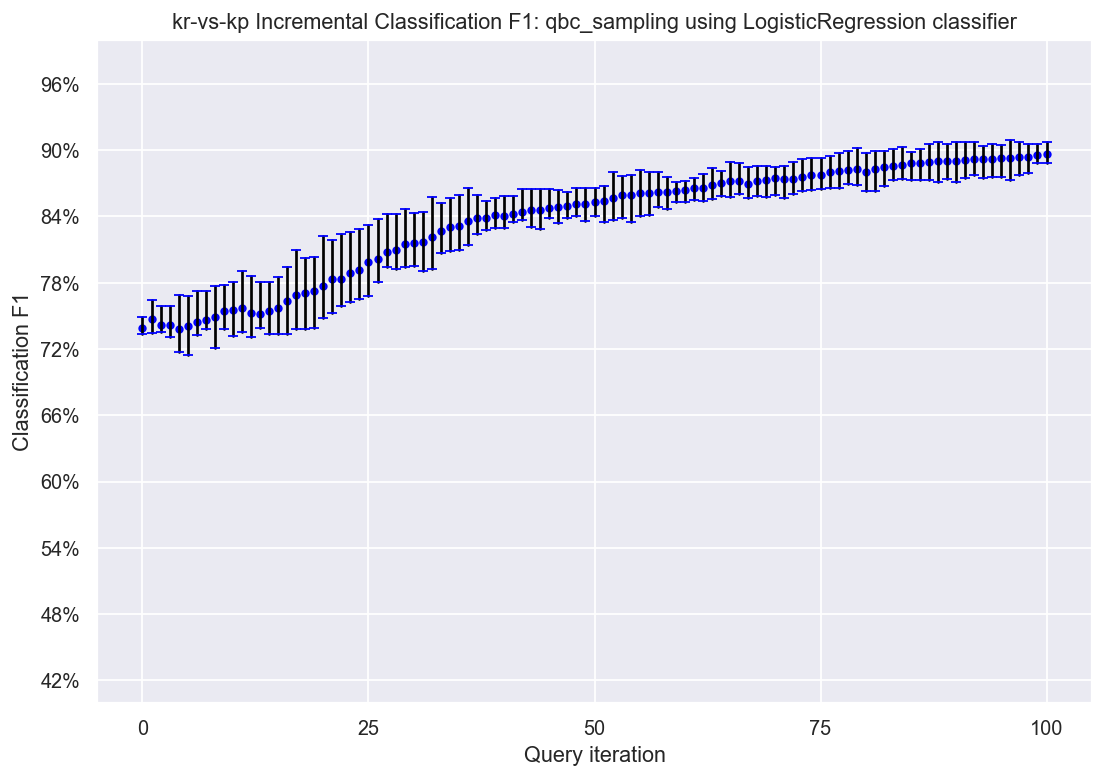 kr-vs-kp Incremental Classification F1: qbc_sampling using LogisticRegression classifier
96%
90%
84%
78%
72%
66%
60%
54%
48%
42%
Classification F1
0 25 50 75 100
Query iteration